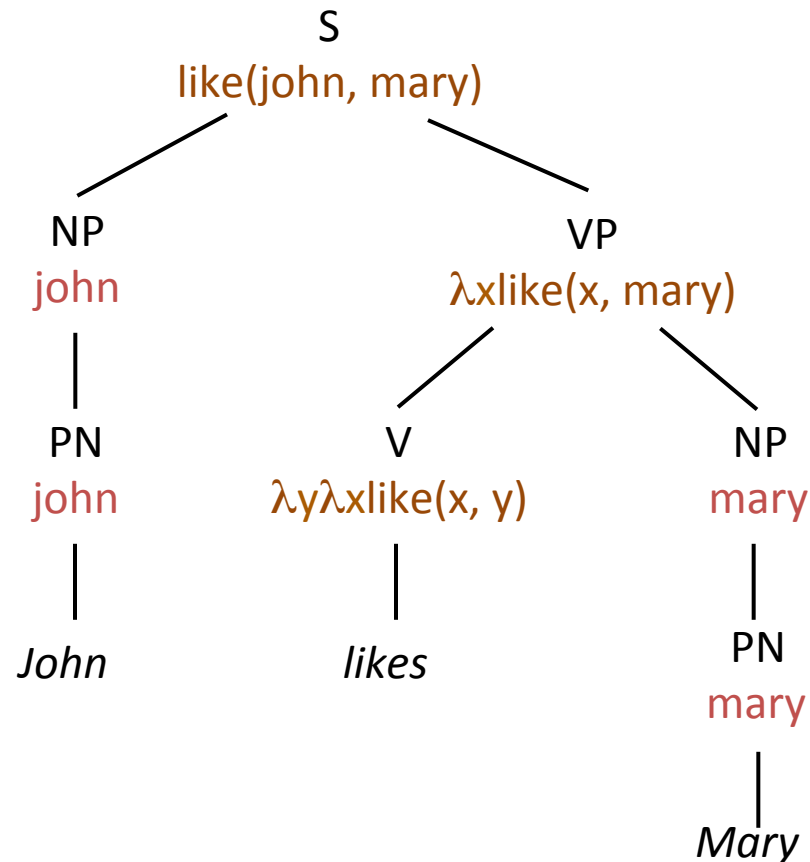 S
like(john, mary)
NP VP
john λxlike(x, mary)
PN V NP
john λyλxlike(x, y) mary
John likes PN
mary
Mary